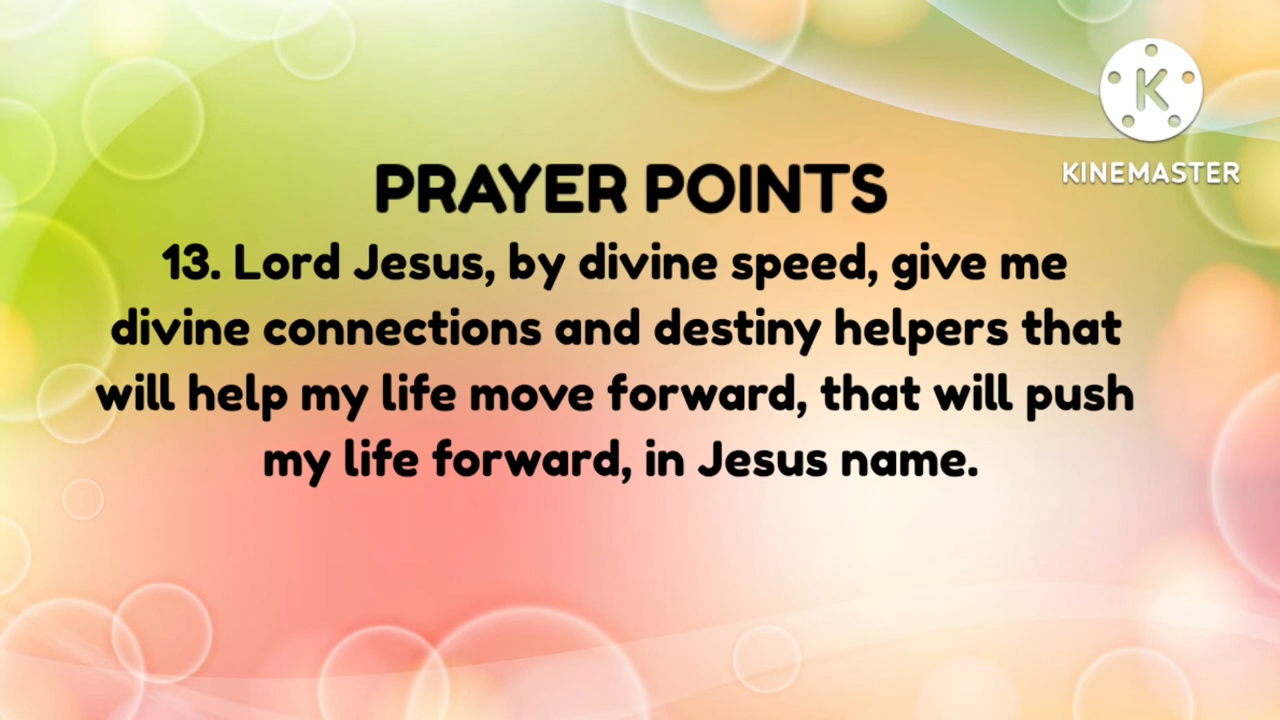 K
KINEMASTER
PRAYER POINTS
13. Lord Jesus, by divine speed, give me
divine connections and destiny helpers that
will help my life move forward, that will push
my life forward, in Jesus name.